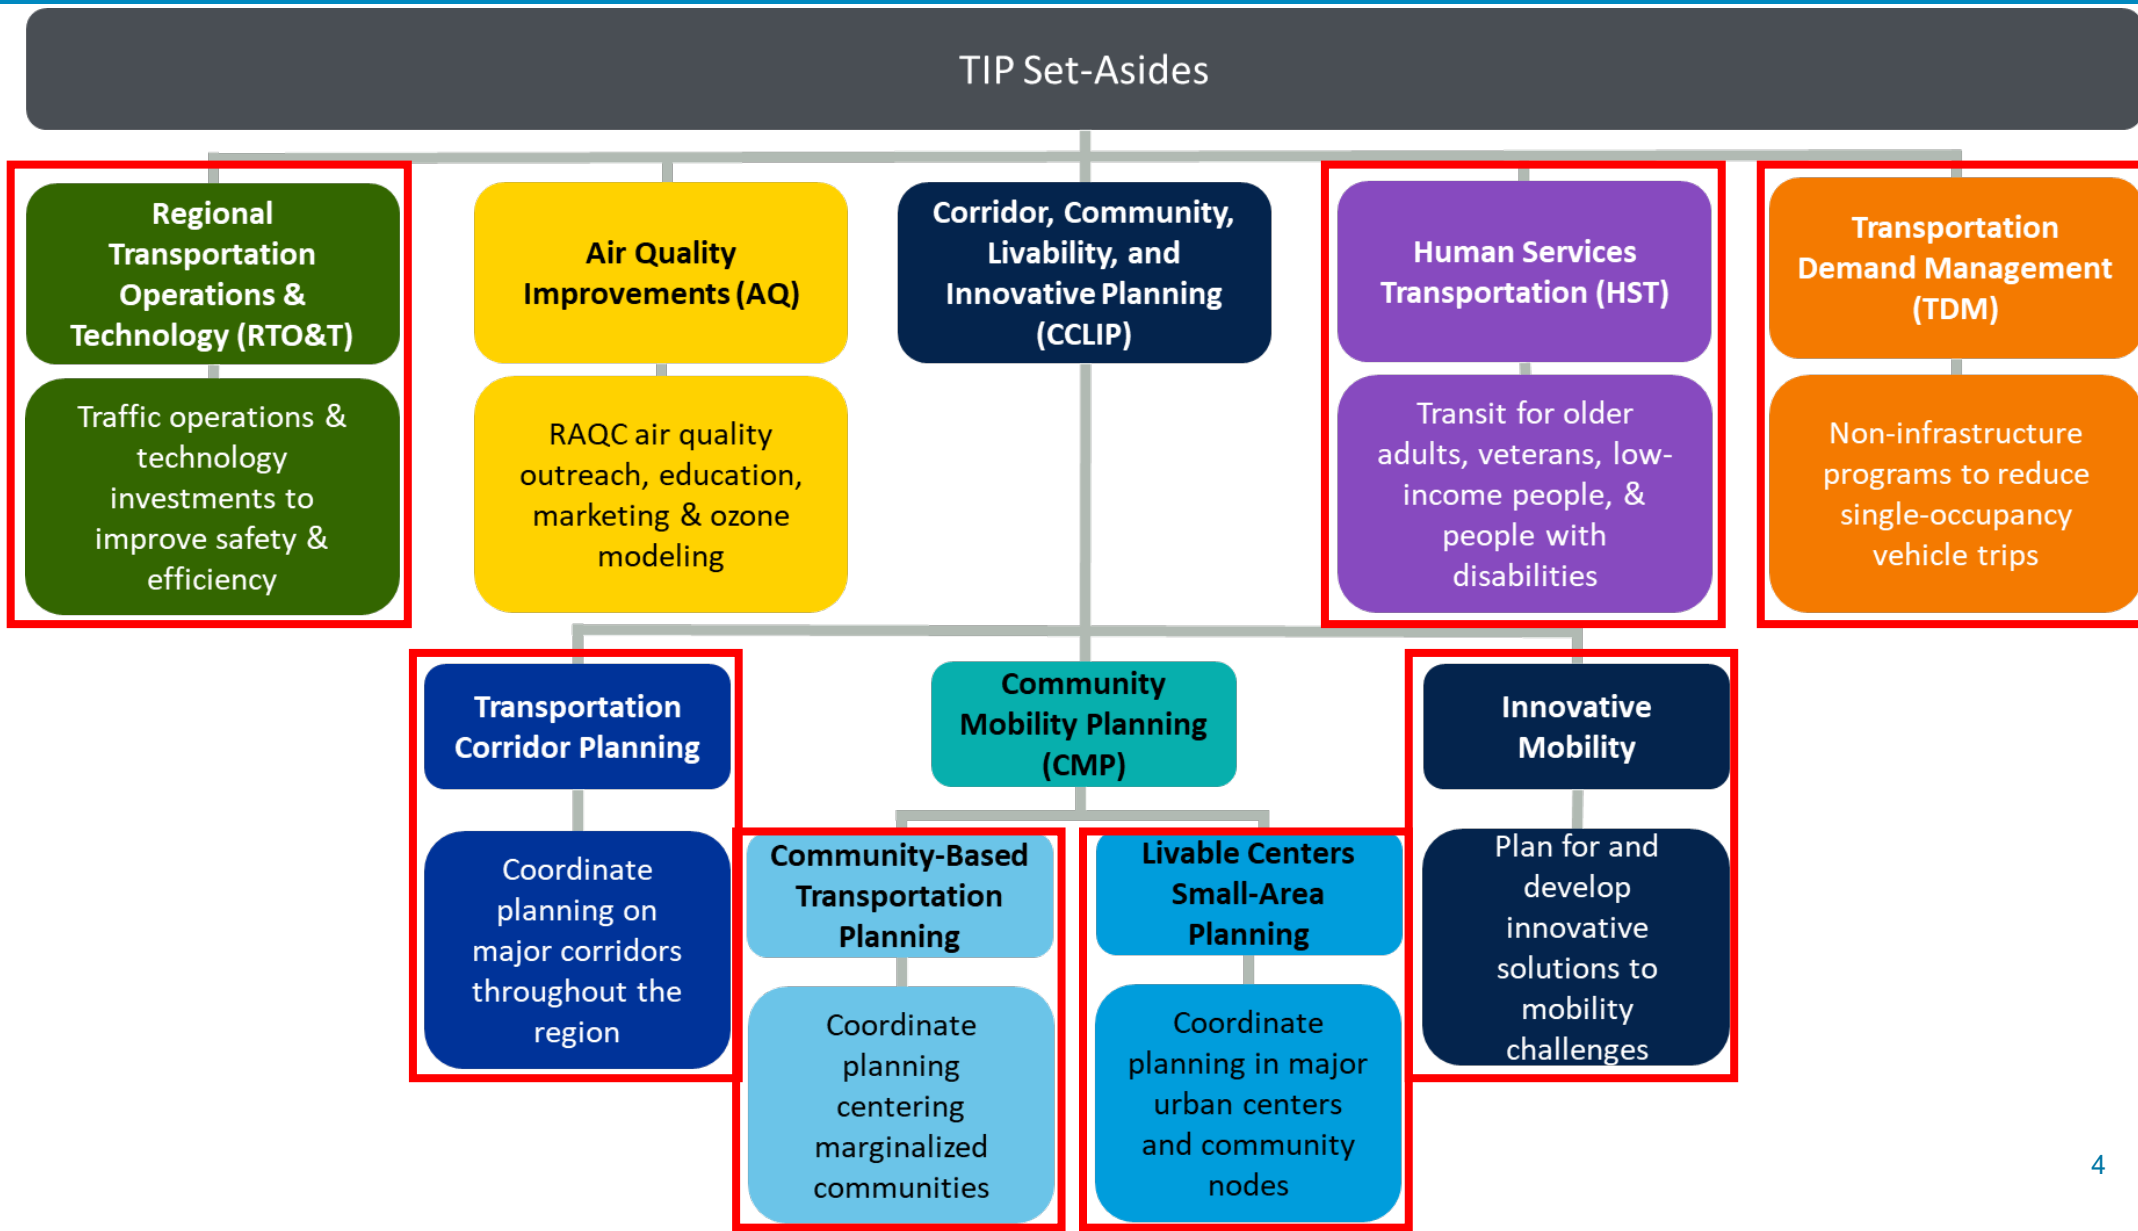 TIP Set-Asides
Regional
Transportation
Operations &
Technology (RTO&T)
Traffic operations &
technology
investments to
improve safety &
efficiency
Air Quality
Improvements (AQ)
RAQC air quality
outreach, education,
marketing & ozone
modeling
Corridor, Community,
Livability, and
Innovative Planning
(CCLIP)
Human Services
Transportation (HST)
Transit for older
adults, veterans, low-
income people, &
people with
disabilities
Transportation
Demand Management
(TDM)
Non-infrastructure
programs to reduce
single-occupancy
vehicle trips
Transportation
Corridor Planning
Coordinate
planning on
major corridors
throughout the
region
Community
Mobility Planning
(CMP)
Community-Based
Transportation
Planning
Coordinate
planning
centering
marginalized
communities
Livable Centers
Small-Area
Planning
Coordinate
planning in major
urban centers
and community
nodes
Innovative
Mobility
Plan for and
develop
innovative
solutions to
mobility
challenges
4